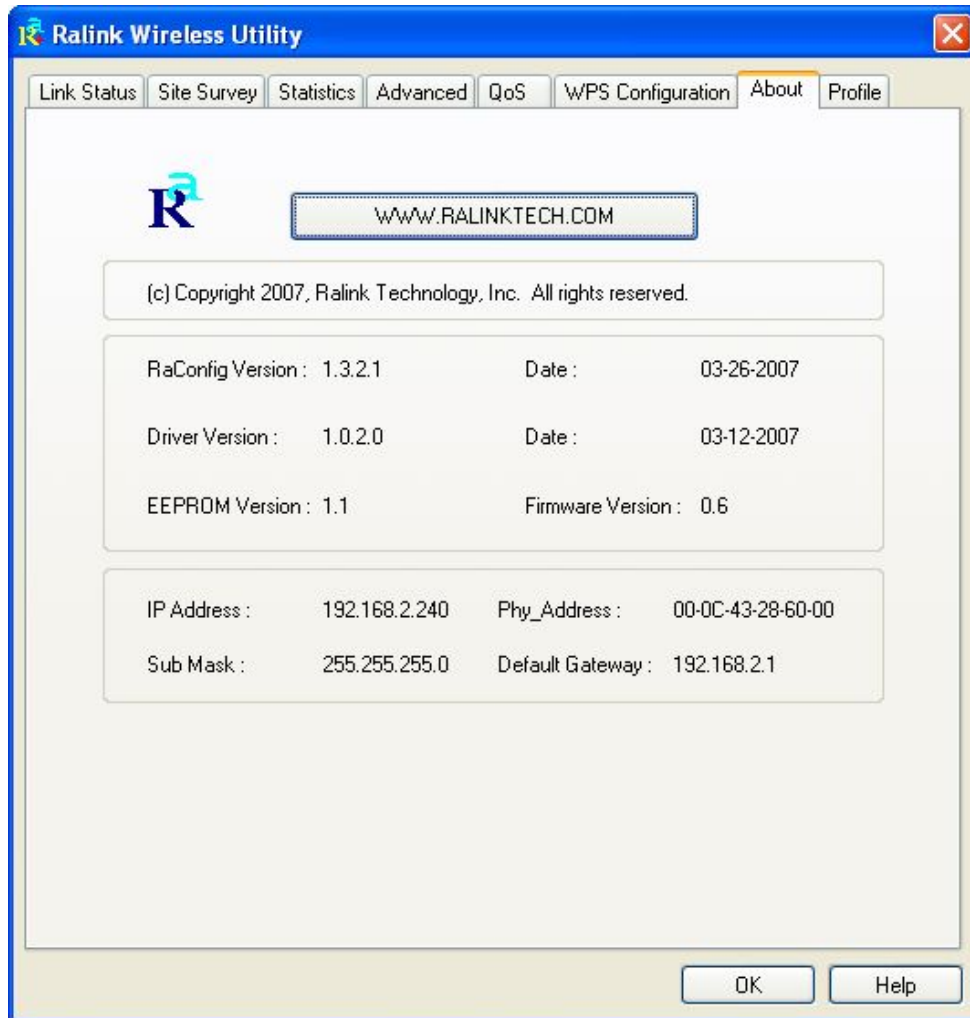 Ralink Wireless Utility
Link Status Site Survey Statistics Advanced QoS WPS Configuration About Profile
Ra WWW.RALINKTECH.COM
(c) Copyright 2007, Ralink Technology, Inc. All rights reserved.
RaConfig Version : 1.3.2.1 Date : 03-26-2007
Driver Version : 1.0.2.0 Date : 03-12-2007
EEPROM Version : 1.1 Firmware Version : 0.6
IP Address : 192.168.2.240 Phy_Address : 00-0C-43-28-60-00
Sub Mask : 255.255.255.0 Default Gateway : 192.168.2.1
OK Help